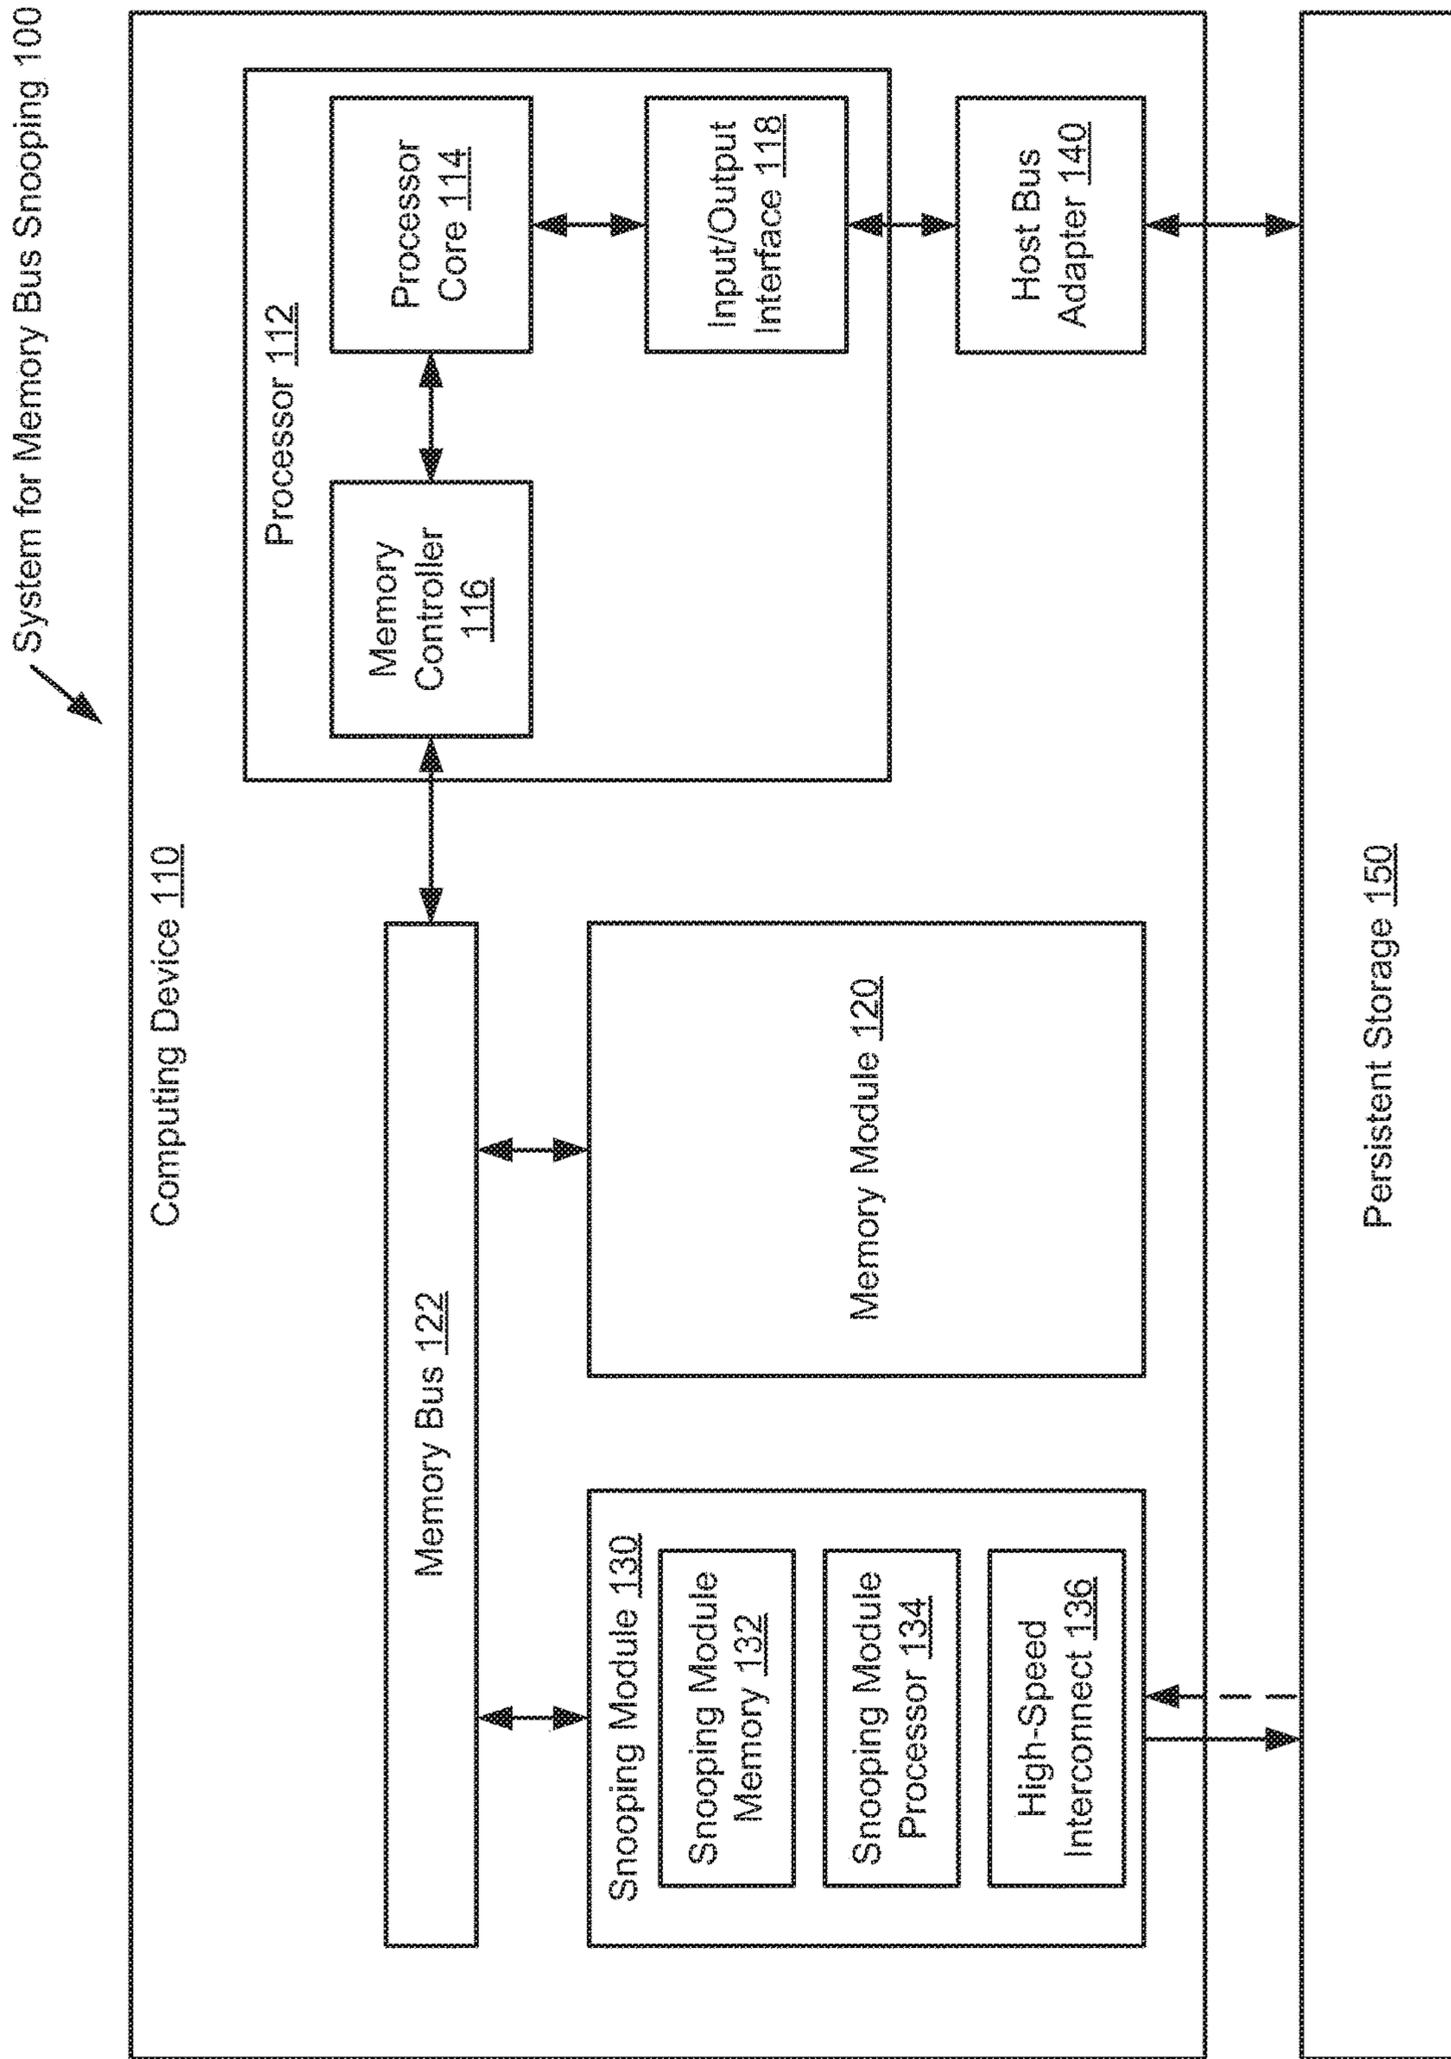 System for Memory Bus Snooping 100
Computing Device 110
Processor 112
Memory Bus 122
Memory
Controller
116
Processor
Core 114
Snooping Module 130
Snooping Module
Memory 132
Snooping Module
Processor 134
High-Speed
Interconnect 136
Memory Module 120
Input/Output
Interface 118
Host Bus
Adapter 140
Persistent Storage 150